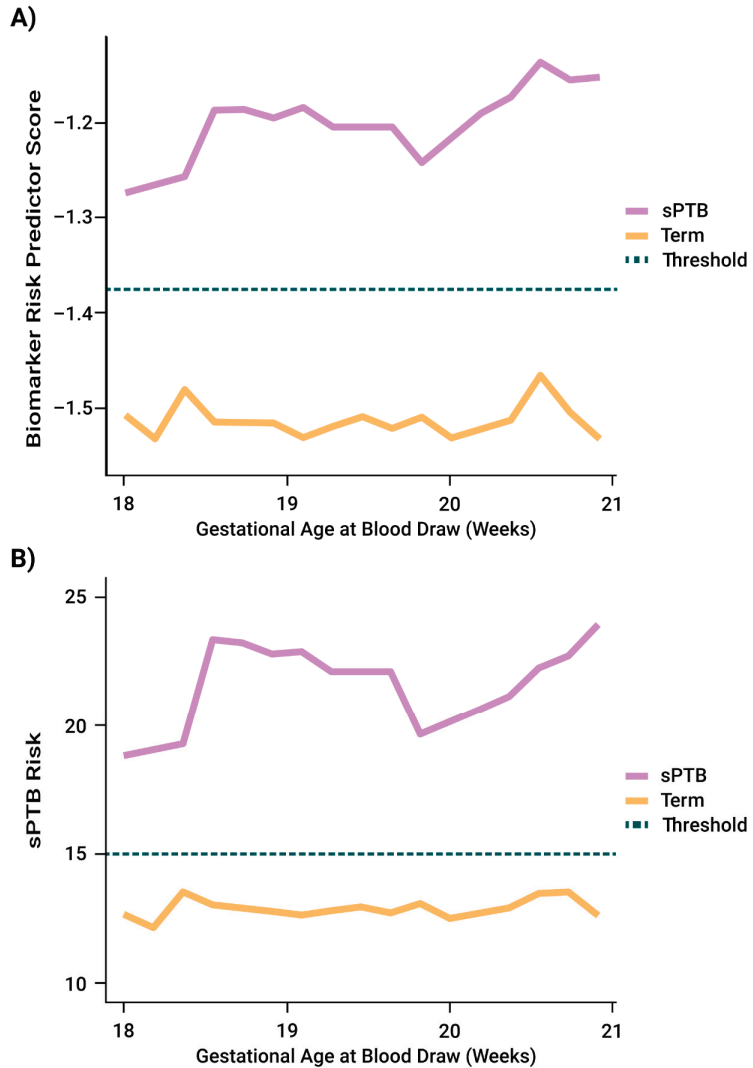 A)
Biomarker Risk Predictor Score
−1.2
−1.3
−1.4
−1.5
18 19 20 21
Gestational Age at Blood Draw (Weeks)
sPTB
Term
Threshold
B)
sPTB Risk
25
20
15
10
18 19 20 21
Gestational Age at Blood Draw (Weeks)
sPTB
Term
Threshold